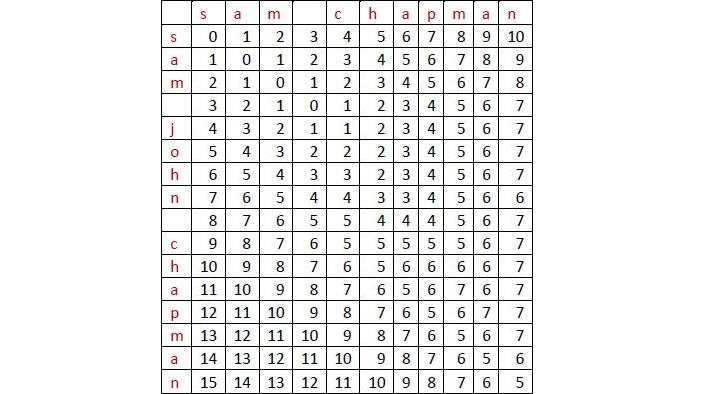 s a m c h a p m a n
s 0 1 2 3 4 5 6 7 8 9 10
a 1 0 1 2 3 4 5 6 7 8 9
m 2 1 0 1 2 3 4 5 6 7 8
3 2 1 0 1 2 3 4 5 6 7
j 4 3 2 1 1 2 3 4 5 6 7
o 5 4 3 2 2 2 3 4 5 6 7
h 6 5 4 3 3 2 3 4 5 6 7
n 7 6 5 4 4 3 3 4 5 6 6
8 7 6 5 5 4 4 4 5 6 7
c 9 8 7 6 5 5 5 5 5 6 7
h 10 9 8 7 6 5 6 6 6 6 7
a 11 10 9 8 7 6 5 6 7 6 7
p 12 11 10 9 8 7 6 5 6 7 7
m 13 12 11 10 9 8 7 6 5 6 7
a 14 13 12 11 10 9 8 7 6 5 6
n 15 14 13 12 11 10 9 8 7 6 5